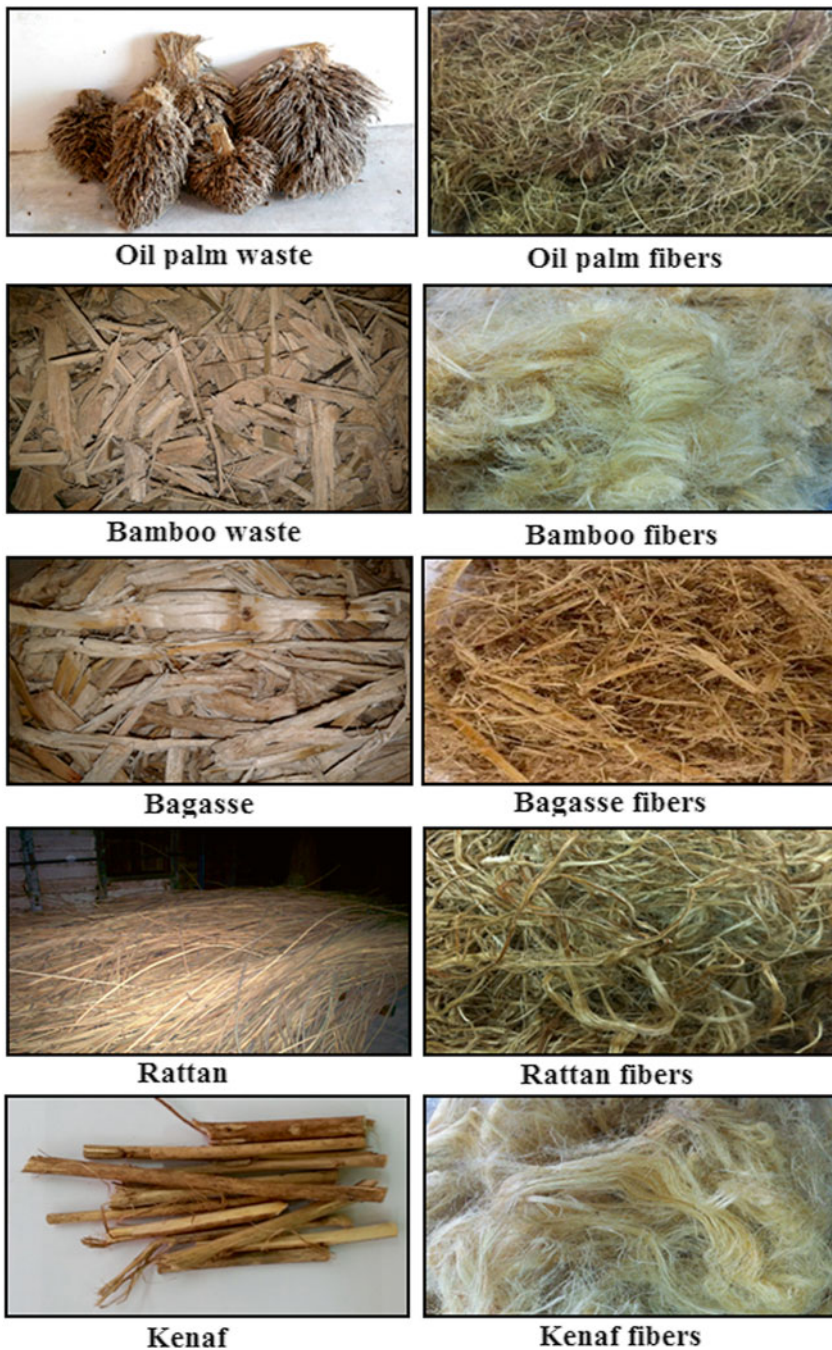 Oil palm waste
Oil palm fibers
Bamboo waste
Bamboo fibers
Bagasse
Bagasse fibers
Rattan
Rattan fibers
Kenaf
Kenaf fibers